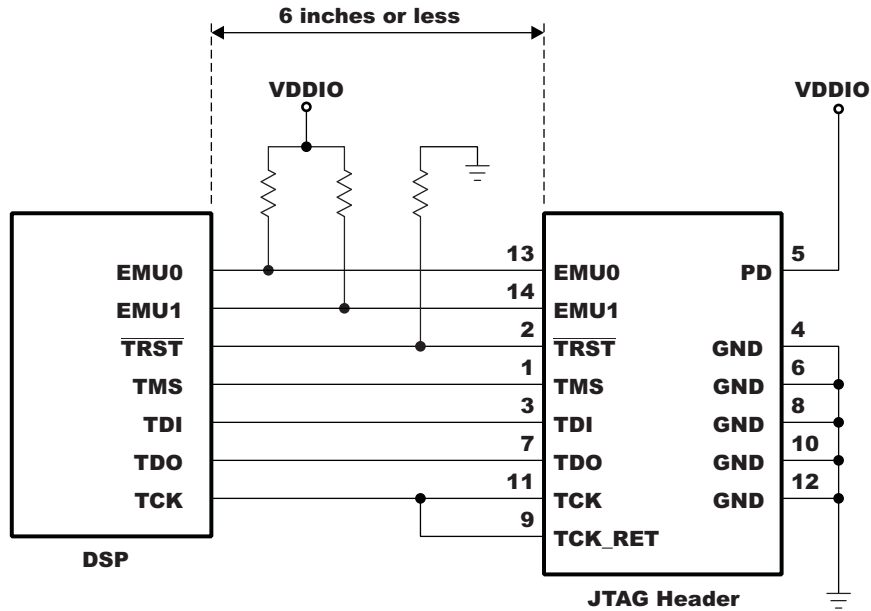 6 inches or less
VDDIO
VDDIO
13
EMU0
EMU0
5
PD
14
EMU1
EMU1
2
4
TRST
TRST
GND
1
6
TMS
TMS
GND
3
8
TDI
TDI
GND
7
10
TDO
TDO
GND
11
12
TCK
TCK
GND
9
TCK_RET
DSP
JTAG Header